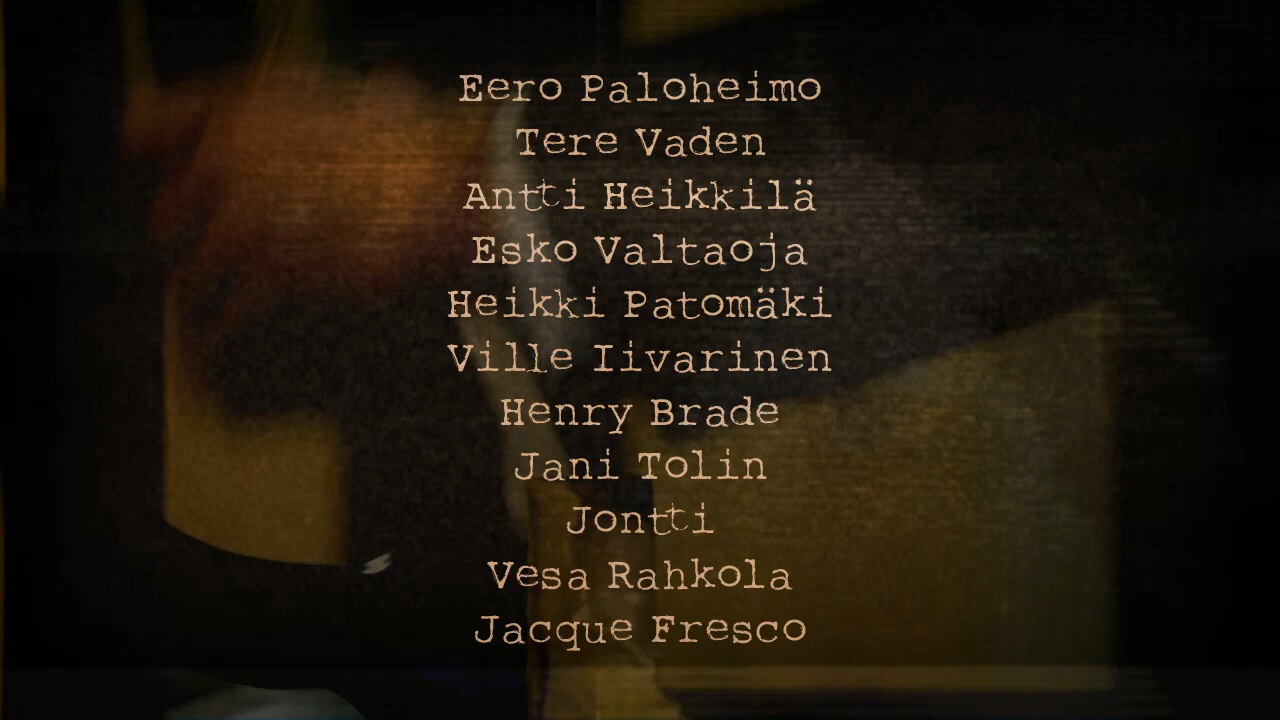 Eero Paloheimo
Tere Vaden
Antti Heikkilä
Esko Valtaoja
Heikki Patomäki
Ville Iivarinen
Henry Brade
Jani Tolin
Jontti
Vesa Rahkola
Jacque Fresco